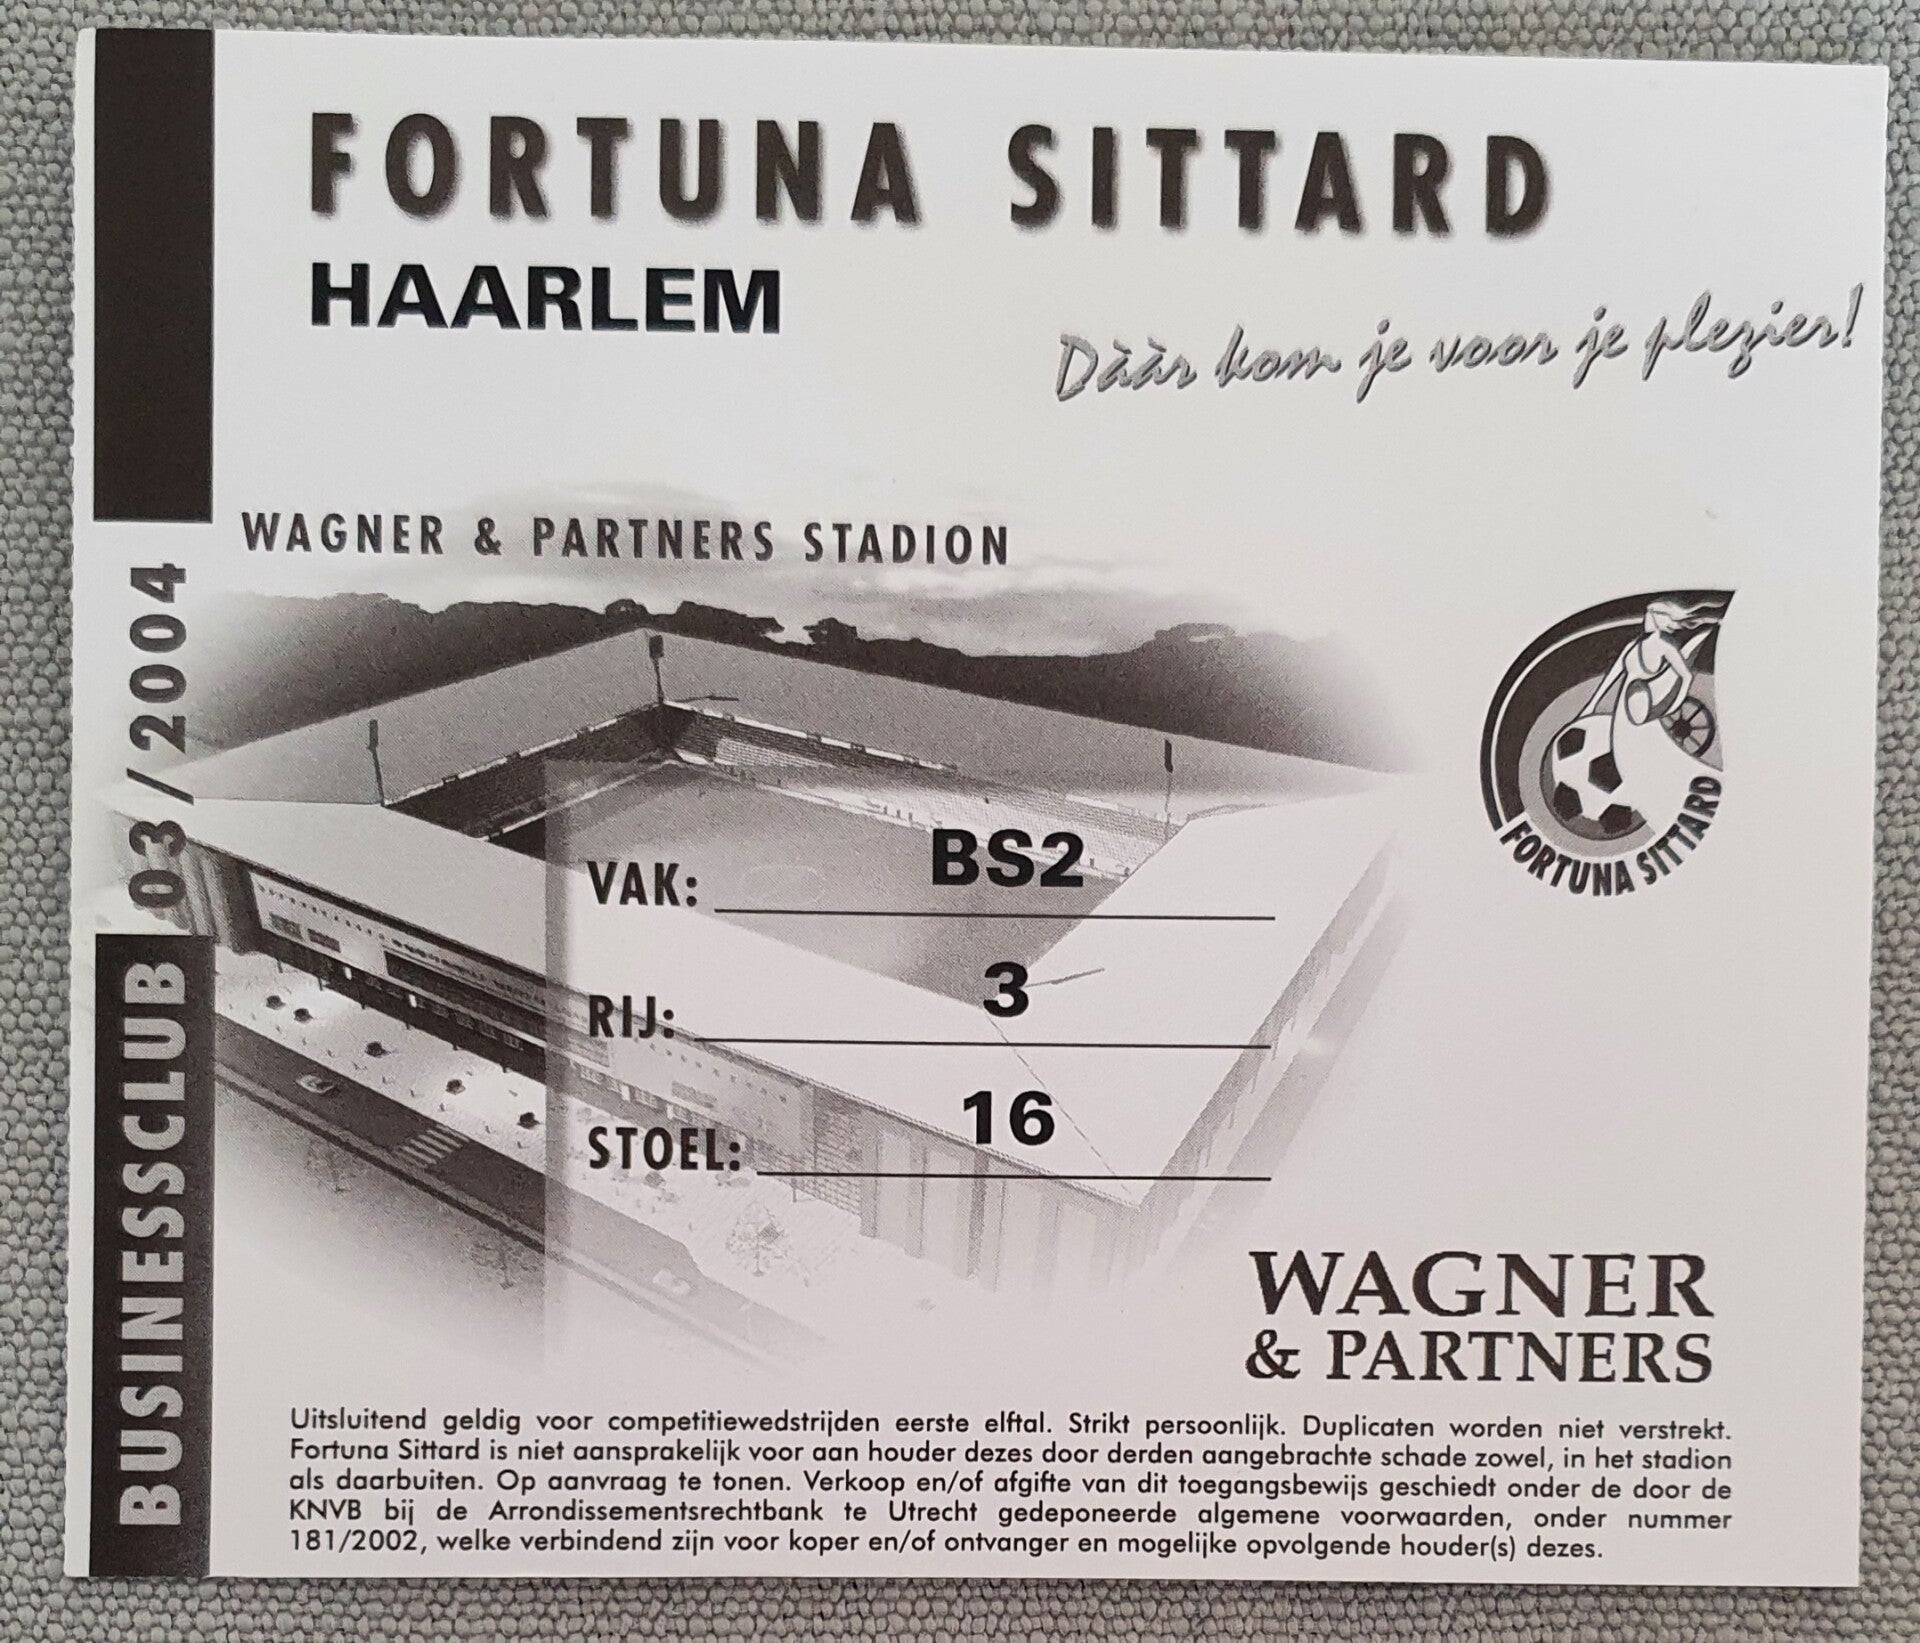 FORTUNA SITTARD
HAARLEM
Dààr kom je voor je plezier!
WAGNER & PARTNERS STADION
03/2004
BUSINESSCLUB
FORTUNA SITTARD
VAK: BS2
RIJ: 3
STOEL: 16
WAGNER
& PARTNERS
Uitsluitend geldig voor competitiewedstrijden eerste elftal. Strikt persoonlijk. Duplicaten worden niet verstrekt.
Fortuna Sittard is niet aansprakelijk voor aan houder dezes door derden aangebrachte schade zowel, in het stadion
als daarbuiten. Op aanvraag te tonen. Verkoop en/of afgifte van dit toegangsbewijs geschiedt onder de door de
KNVB bij de Arrondissementsrechtbank te Utrecht gedeponeerde algemene voorwaarden, onder nummer
181/2002, welke verbindend zijn voor koper en/of ontvanger en mogelijke opvolgende houder(s) dezes.